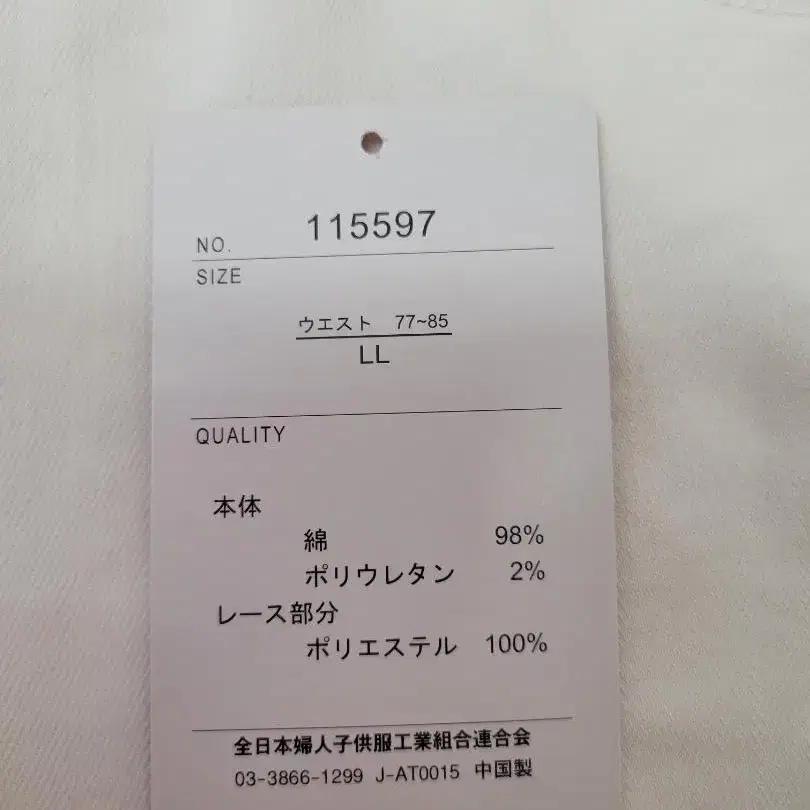 NO. 115597
SIZE
ウエスト 77~85
LL
QUALITY
本体
綿 98%
ポリウレタン 2%
レース部分
ポリエステル 100%
全日本婦人子供服工業組合連合会
03-3866-1299 J-AT0015 中国製